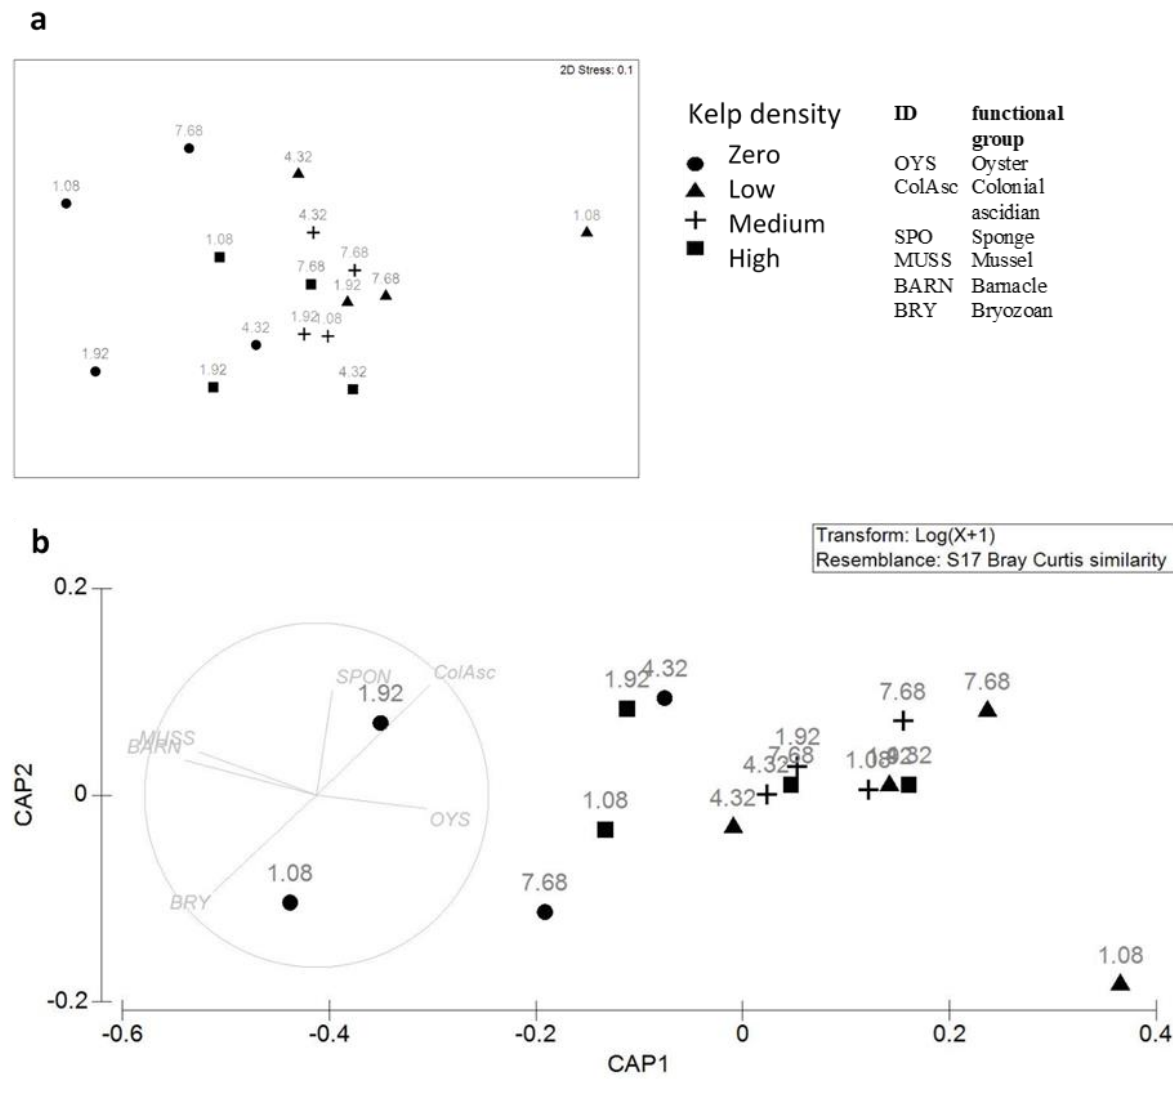 a
2D Stress: 0.1
7.68
4.32
1.08
4.32
1.08
1.08
7.68
7.68
1.92
7.68
1.92
1.08
4.32
1.92
1.92
4.32
Kelp density
Zero
Low
Medium
High
ID functional
group
OYS Oyster
ColAsc Colonial
ascidian
SPO Sponge
MUSS Mussel
BARN Barnacle
BRY Bryozoan
b
Transform: Log(X+1)
Resemblance: S17 Bray Curtis similarity
0.2
SPON
ColAsc
1.92
1.92
4.32
7.68
7.68
MUSS
BARN
1.92
4.32
7.68
1.08
1.92
4.32
CAP2
0
4.32
1.08
OYS
1.08
7.68
BRY
1.08
-0.2
-0.6
-0.4
-0.2
0
0.2
0.4
CAP1